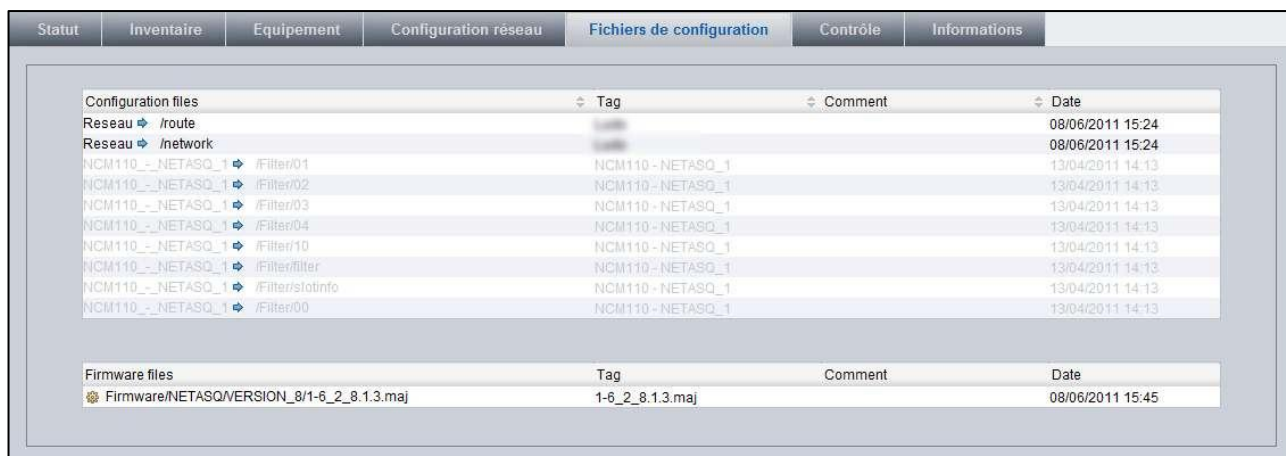 Statut Inventaire Equipement Configuration réseau Fichiers de configuration Contrôle Informations
Configuration files Tag Comment Date
Reseau /route 08/06/2011 15:24
Reseau /network 08/06/2011 15:24
NCM110_-_NETASQ_1 /Filter/01 NCM110 - NETASQ_1 13/04/2011 14:13
NCM110_-_NETASQ_1 /Filter/02 NCM110 - NETASQ_1 13/04/2011 14:13
NCM110_-_NETASQ_1 /Filter/03 NCM110 - NETASQ_1 13/04/2011 14:13
NCM110_-_NETASQ_1 /Filter/04 NCM110 - NETASQ_1 13/04/2011 14:13
NCM110_-_NETASQ_1 /Filter/10 NCM110 - NETASQ_1 13/04/2011 14:13
NCM110_-_NETASQ_1 /Filter/filter NCM110 - NETASQ_1 13/04/2011 14:13
NCM110_-_NETASQ_1 /Filter/slotinfo NCM110 - NETASQ_1 13/04/2011 14:13
NCM110_-_NETASQ_1 /Filter/00 NCM110 - NETASQ_1 13/04/2011 14:13
Firmware files Tag Comment Date
Firmware/NETASQ/VERSION_8/1-6_2_8.1.3.maj 1-6_2_8.1.3.maj 08/06/2011 15:45